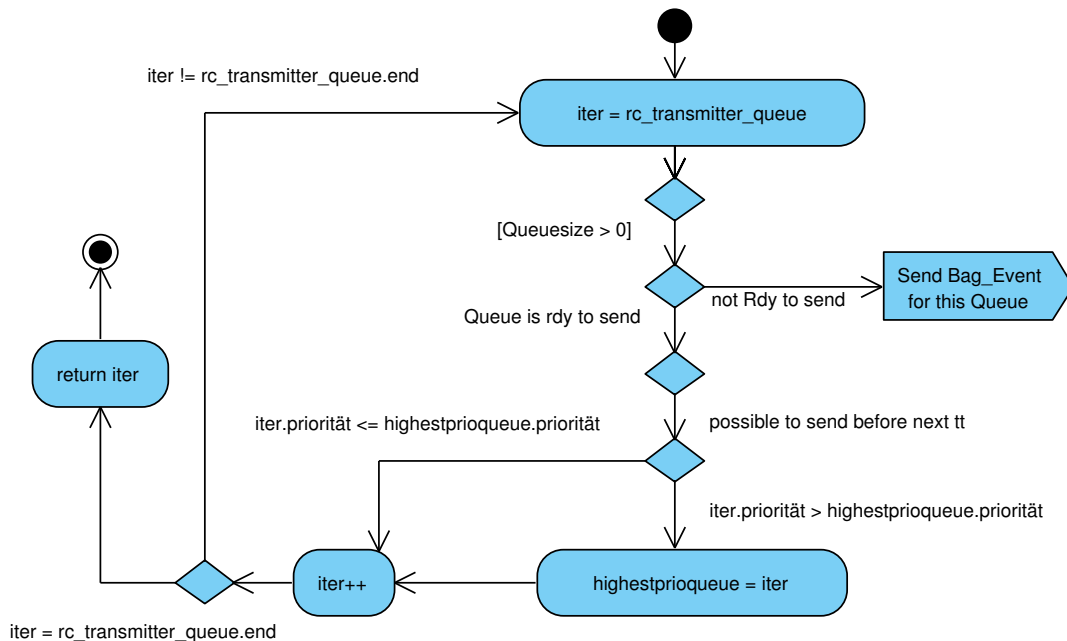 iter != rc_transmitter_queue.end
iter = rc_transmitter_queue
[Queuesize > 0]
Send Bag_Event
for this Queue
not Rdy to send
Queue is rdy to send
return iter
iter.priorität <= highestprioqueue.priorität
possible to send before next tt
iter.priorität > highestprioqueue.priorität
iter++
highestprioqueue = iter
iter = rc_transmitter_queue.end